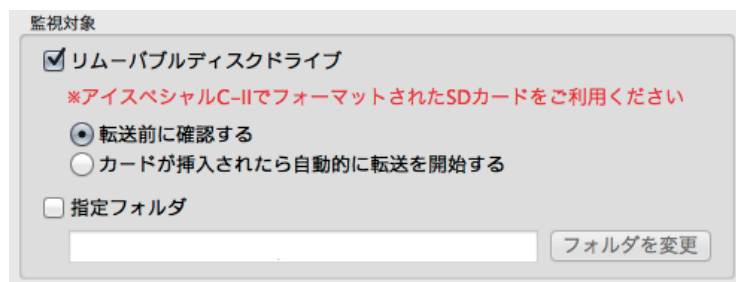 監視対象
リムーバブルディスクドライブ
※アイスペシャルC-IIでフォーマットされたSDカードをご利用ください
転送前に確認する
カードが挿入されたら自動的に転送を開始する
指定フォルダ
フォルダを変更